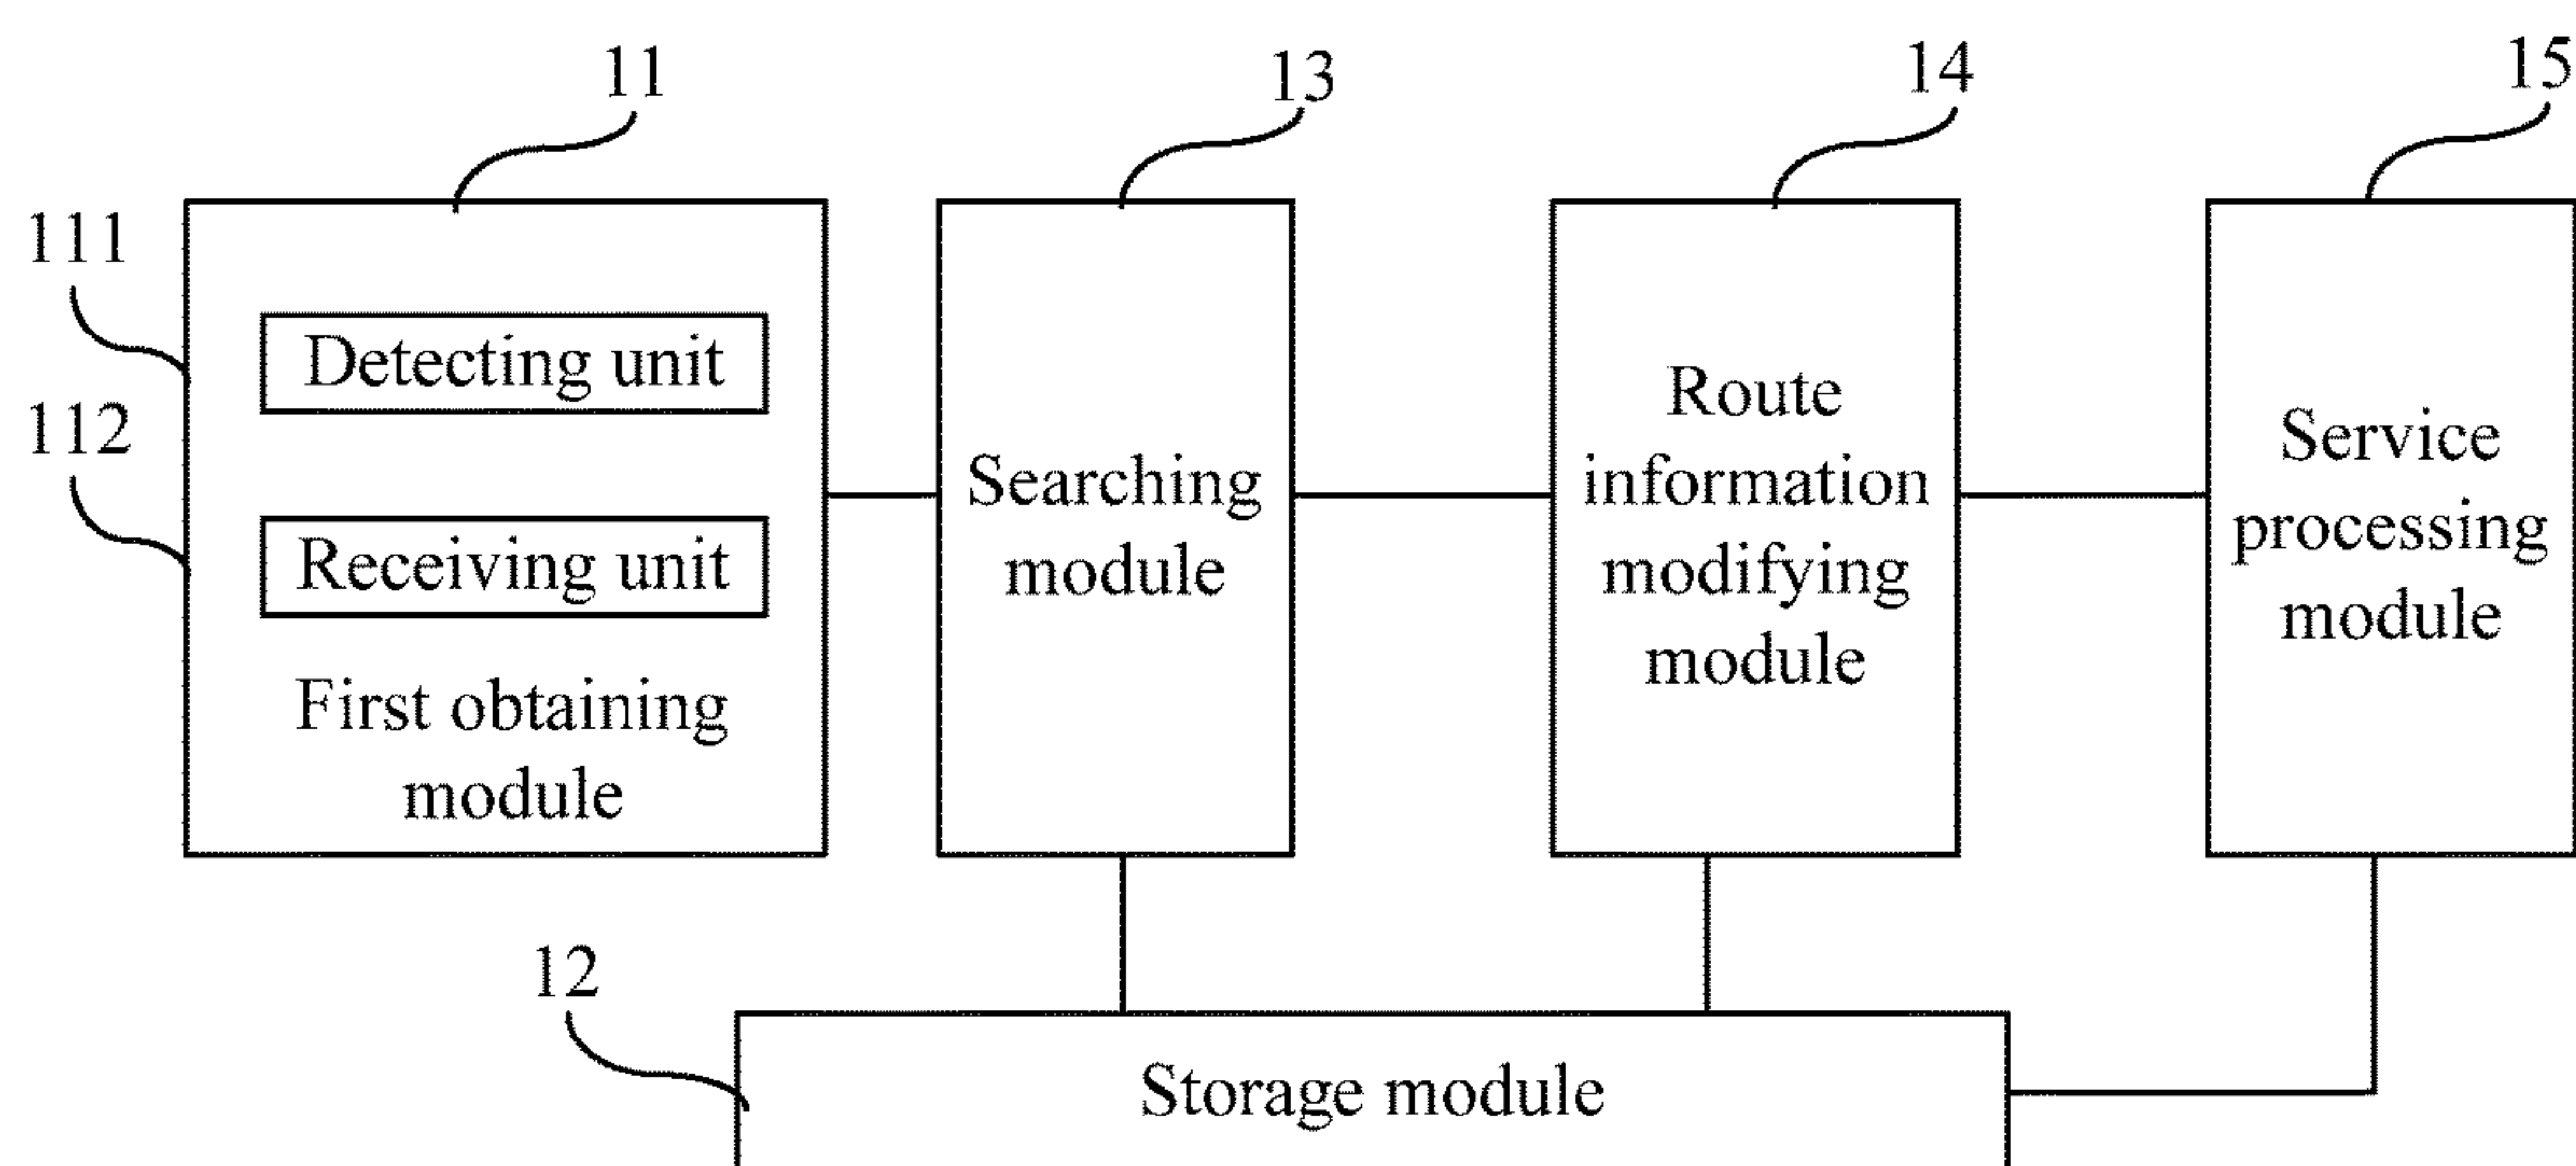 11
13
14
15
111
Detecting unit
112
Receiving unit
First obtaining
module
Searching
module
Route
information
modifying
module
Service
processing
module
12
Storage module